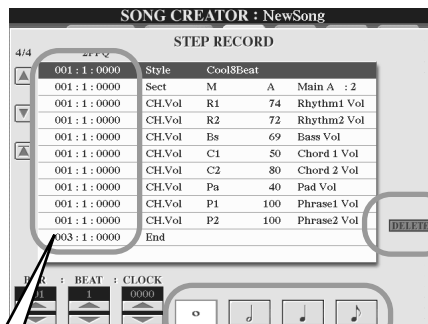 SONG CREATOR : NewSong
STEP RECORD
4/4 2PPQ
001 : 1 : 0000 Style Cool8Beat
001 : 1 : 0000 Sect M A Main A : 2
001 : 1 : 0000 CH.Vol R1 74 Rhythm1 Vol
001 : 1 : 0000 CH.Vol R2 72 Rhythm2 Vol
001 : 1 : 0000 CH.Vol Bs 69 Bass Vol
001 : 1 : 0000 CH.Vol C1 50 Chord 1 Vol
001 : 1 : 0000 CH.Vol C2 80 Chord 2 Vol
001 : 1 : 0000 CH.Vol Pa 40 Pad Vol
001 : 1 : 0000 CH.Vol P1 100 Phrase1 Vol
001 : 1 : 0000 CH.Vol P2 100 Phrase2 Vol
003 : 1 : 0000 End
DELETE
: BEAT : CLOCK
1 0000